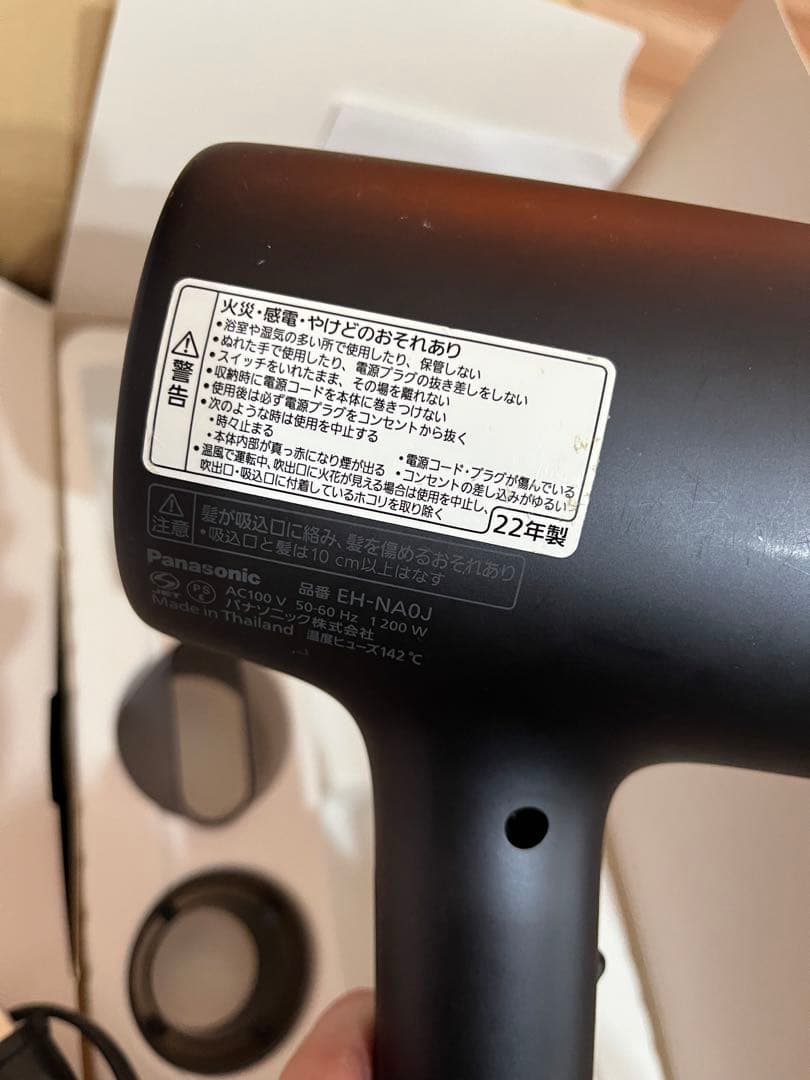 警告
火災・感電・やけどのおそれあり
•浴室や湿気の多い所で使用したり、保管しない
•ぬれた手で使用したり、電源プラグの抜き差しをしない
•スイッチをいれたまま、その場を離れない
•収納時に電源コードを本体に巻きつけない
•使用後は必ず電源プラグをコンセントから抜く
•次のような時は使用を中止する
•時々止まる
•電源コード・プラグが傷んでいる
•本体内部が真っ赤になり煙が出る •コンセントの差し込みがゆるい
•温風で運転中、吹出口に火花が見える場合は使用を中止し、
吹出口・吸込口に付着しているホコリを取り除く
22年製
注意
髪が吸込口に絡み、髪を傷めるおそれあり
•吸込口と髪は10 cm以上はなす
Panasonic 品番 EH-NA0J
JET PS E AC100 V 50-60 Hz 1 200 W
パナソニック株式会社
Made in Thailand 温度ヒューズ142 ℃